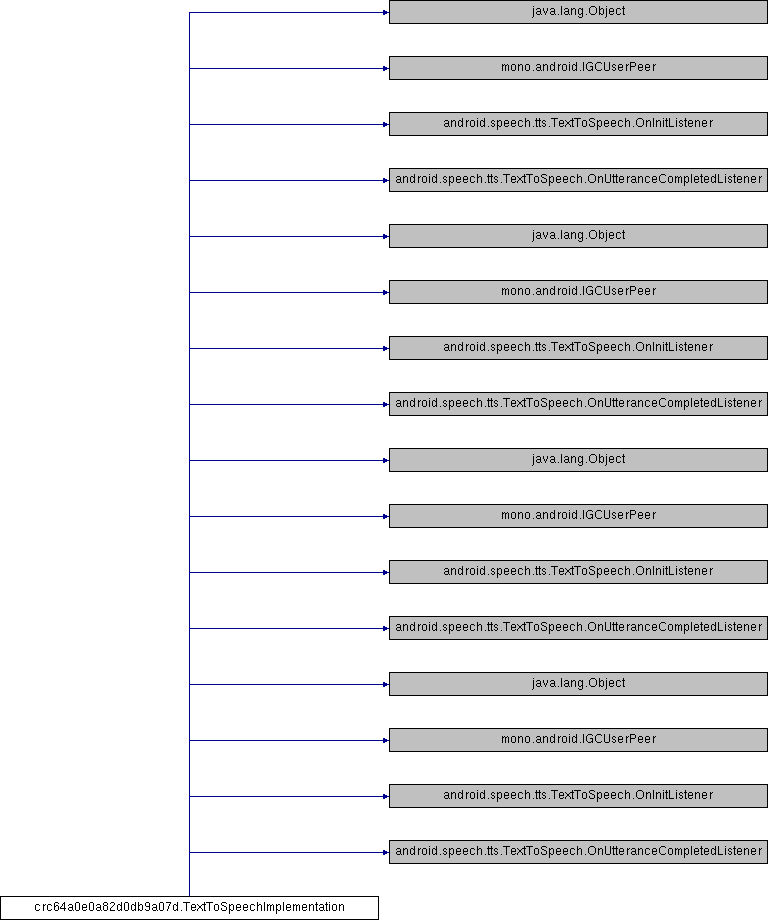 java.lang.Object
mono.android.IGCUserPeer
android.speech.tts.TextToSpeech.OnInitListener
android.speech.tts.TextToSpeech.OnUtteranceCompletedListener
java.lang.Object
mono.android.IGCUserPeer
android.speech.tts.TextToSpeech.OnInitListener
android.speech.tts.TextToSpeech.OnUtteranceCompletedListener
java.lang.Object
mono.android.IGCUserPeer
android.speech.tts.TextToSpeech.OnInitListener
android.speech.tts.TextToSpeech.OnUtteranceCompletedListener
java.lang.Object
mono.android.IGCUserPeer
android.speech.tts.TextToSpeech.OnInitListener
android.speech.tts.TextToSpeech.OnUtteranceCompletedListener
crc64a0e0a82d0db9a07d.TextToSpeechImplementation